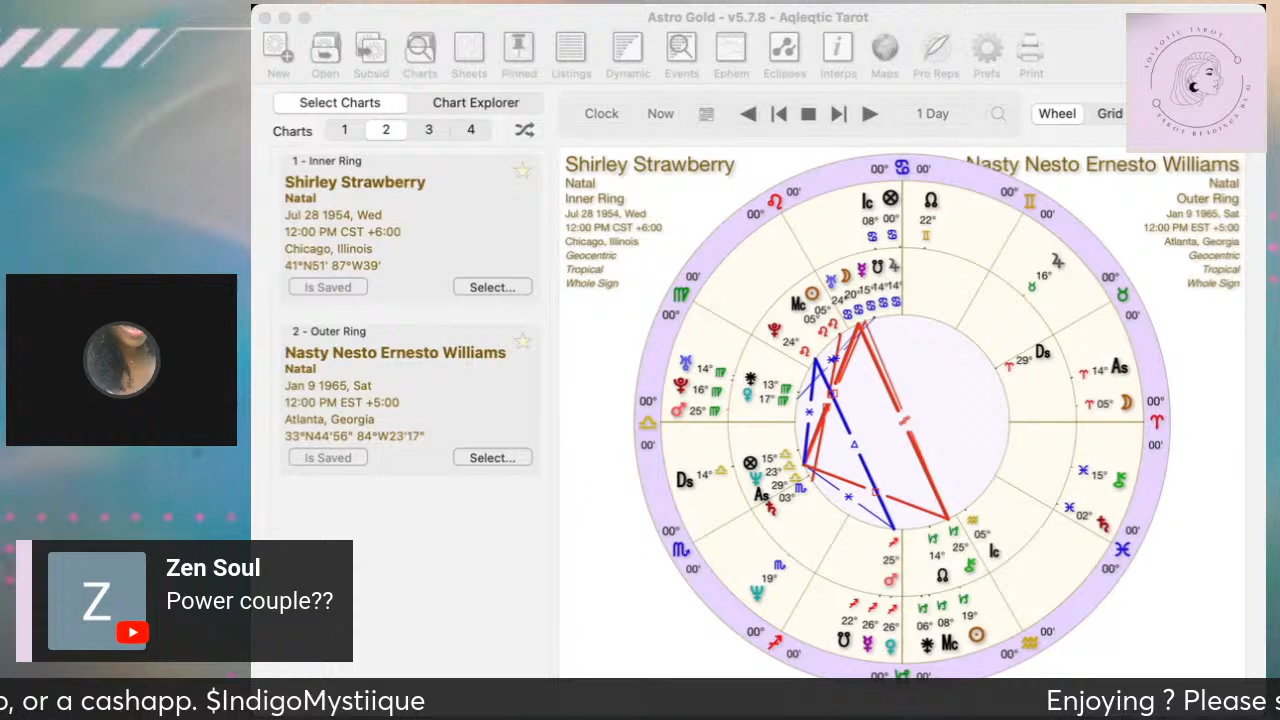 Astro Gold - v5.7.8 - Aqleqtic Tarot
New Open Subsid Charts Sheets Pinned Listings Dynamic Events Ephem Eclipses Interps Maps Pro Reps Prefs Print
Select Charts Chart Explorer
Charts 1 2 3 4
Clock Now 1 Day Wheel Grid
1 - Inner Ring
Shirley Strawberry
Natal
Jul 28 1954, Wed
12:00 PM CST +6:00
Chicago, Illinois
41°N51' 87°W39'
Is Saved Select...
2 - Outer Ring
Nasty Nesto Ernesto Williams
Natal
Jan 9 1965, Sat
12:00 PM EST +5:00
Atlanta, Georgia
33°N44'56" 84°W23'17"
Is Saved Select...
Shirley Strawberry
Natal
Inner Ring
Jul 28 1954, Wed
12:00 PM CST +6:00
Chicago, Illinois
Geocentric
Tropical
Whole Sign
Nasty Nesto Ernesto Williams
Natal
Outer Ring
Jan 9 1965, Sat
12:00 PM EST +5:00
Atlanta, Georgia
Geocentric
Tropical
Whole Sign
Z
Zen Soul
Power couple??
o, or a cashapp. $IndigoMystiique
Enjoying ? Please s